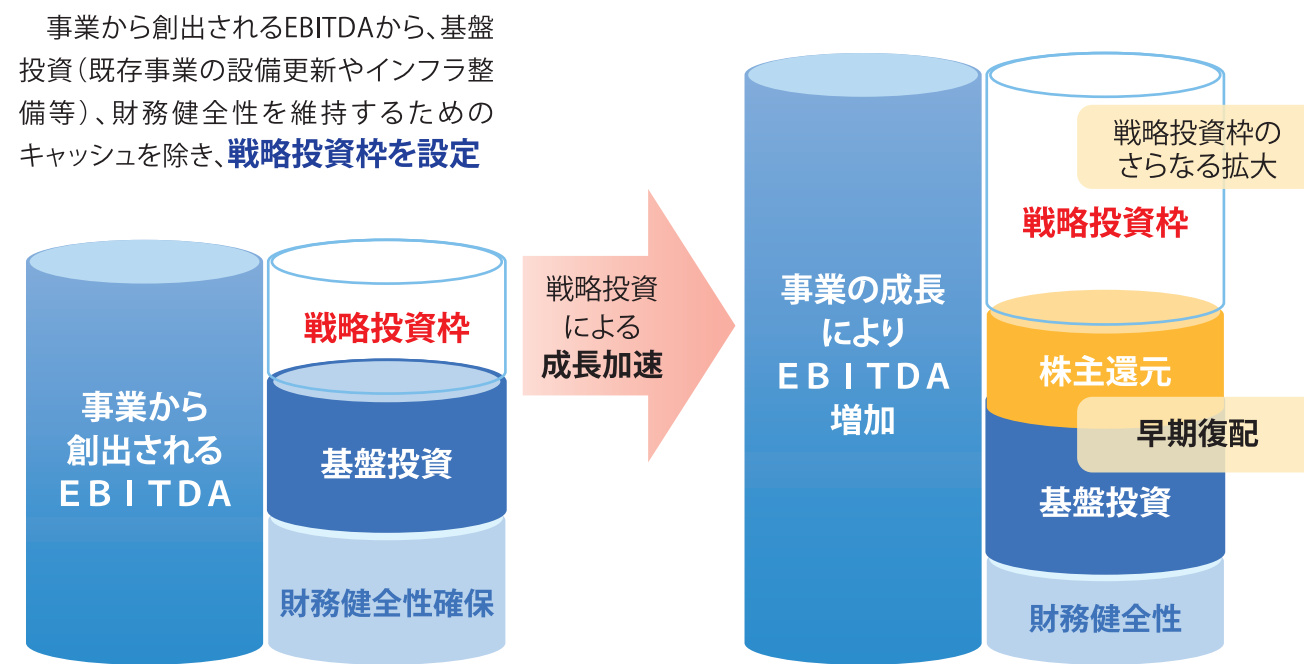 事業から創出されるEBITDAから、基盤
投資(既存事業の設備更新やインフラ整
備等)、財務健全性を維持するための
キャッシュを除き、戦略投資枠を設定
事業から
創出される
EBITDA
戦略投資枠
基盤投資
財務健全性確保
戦略投資
による
成長加速
事業の成長
により
EBITDA
増加
戦略投資枠の
さらなる拡大
戦略投資枠
株主還元
早期復配
基盤投資
財務健全性